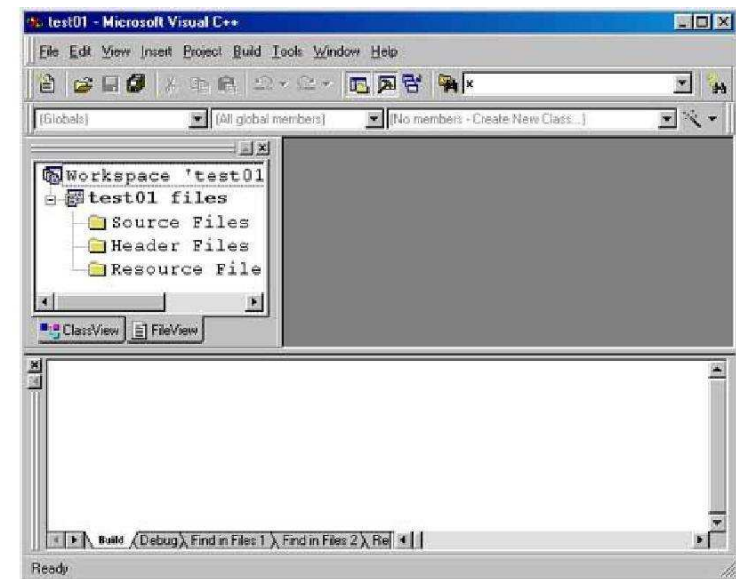 test01 - Microsoft Visual C++
File Edit View Insert Project Build Tools Window Help
×
(Globals) (All global members) (No members - Create New Class...)
Workspace 'test01
test01 files
Source Files
Header Files
Resource File
ClassView FileView
Build Debug Find in Files 1 Find in Files 2 Re
Ready